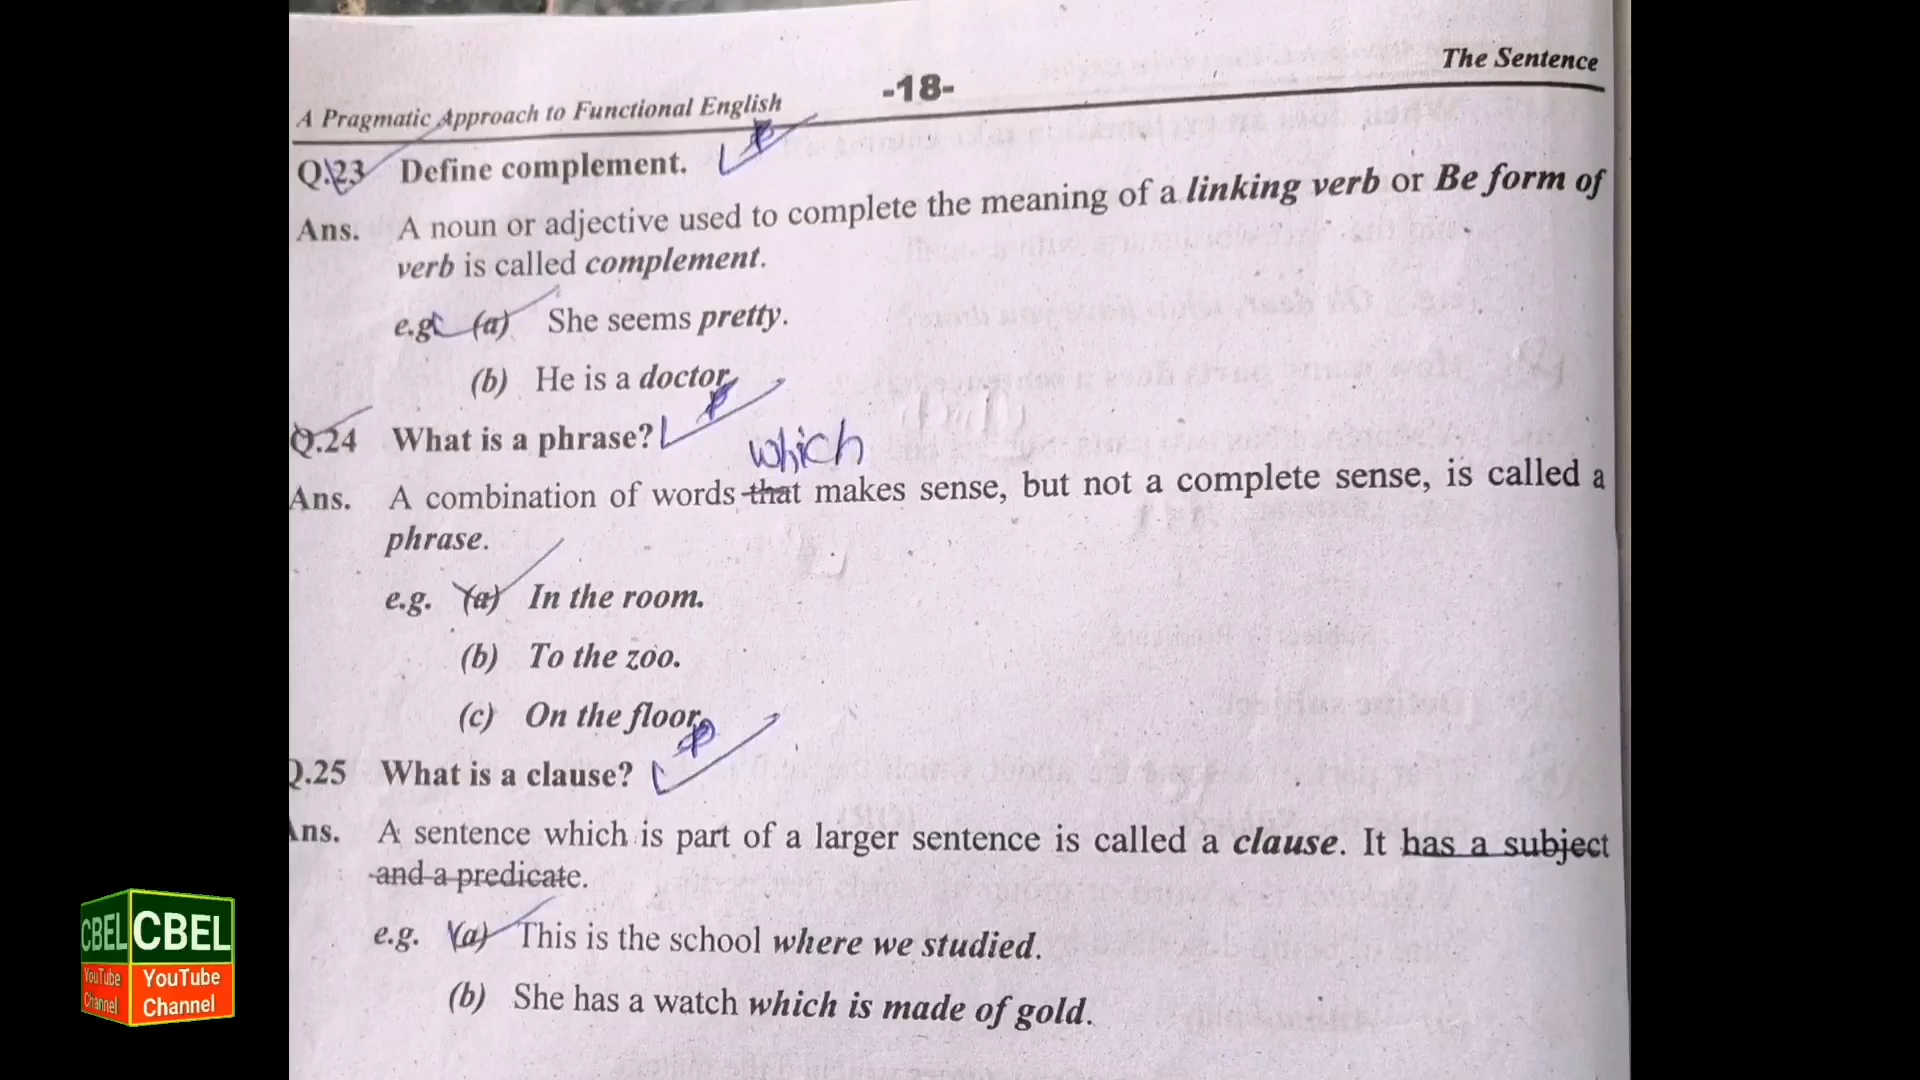 The Sentence
-18-
A Pragmatic Approach to Functional English
Q.23 Define complement.
Ans. A noun or adjective used to complete the meaning of a linking verb or Be form of
verb is called complement.
e.g. (a) She seems pretty.
(b) He is a doctor.
Q.24 What is a phrase?
which
Ans. A combination of words that makes sense, but not a complete sense, is called a
phrase.
e.g. (a) In the room.
(b) To the zoo.
(c) On the floor.
Q.25 What is a clause?
Ans. A sentence which is part of a larger sentence is called a clause. It has a subject
and a predicate.
e.g. (a) This is the school where we studied.
(b) She has a watch which is made of gold.
CBEL CBEL
YouTube YouTube
Channel Channel